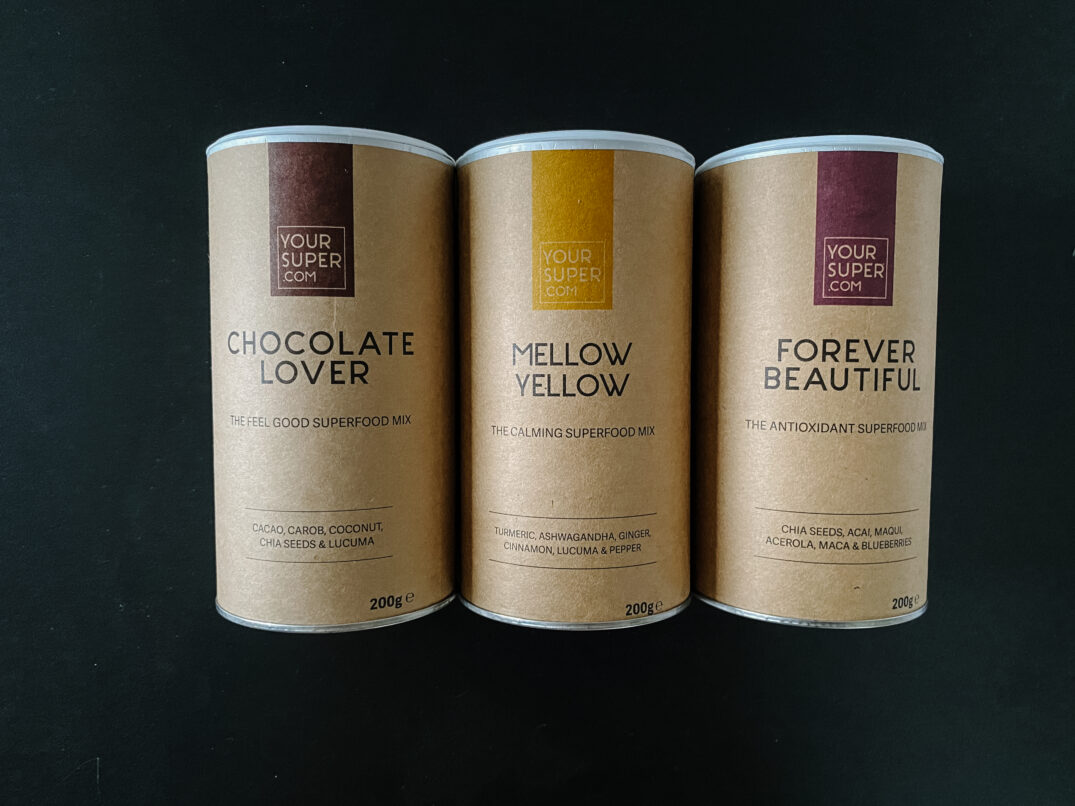 YOUR
SUPER
.COM
CHOCOLATE
LOVER
THE FEEL GOOD SUPERFOOD MIX
CACAO, CAROB, COCONUT,
CHIA SEEDS & LUCUMA
200g ℮
YOUR
SUPER
.COM
MELLOW
YELLOW
THE CALMING SUPERFOOD MIX
TURMERIC, ASHWAGANDHA, GINGER,
CINNAMON, LUCUMA & PEPPER
200g ℮
YOUR
SUPER
.COM
FOREVER
BEAUTIFUL
THE ANTIOXIDANT SUPERFOOD MIX
CHIA SEEDS, ACAI, MAQUI,
ACEROLA, MACA & BLUEBERRIES
200g ℮